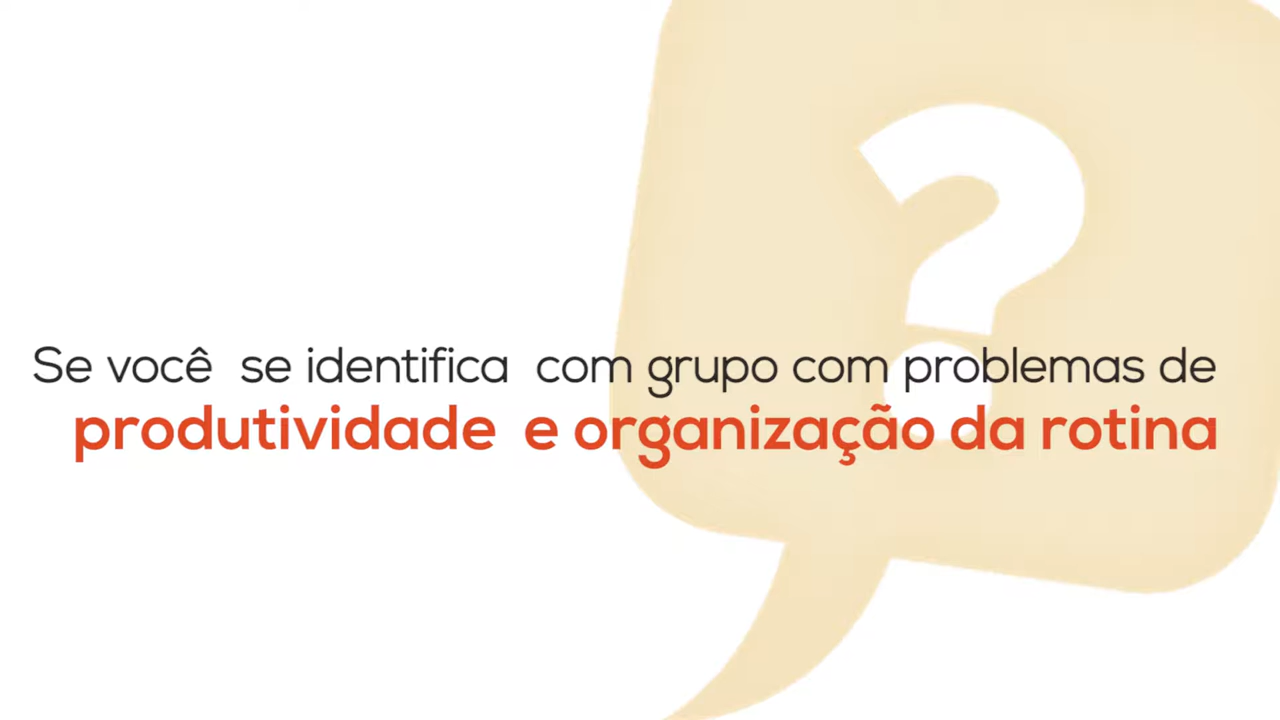 Se você se identifica com grupo com problemas de
produtividade e organização da rotina